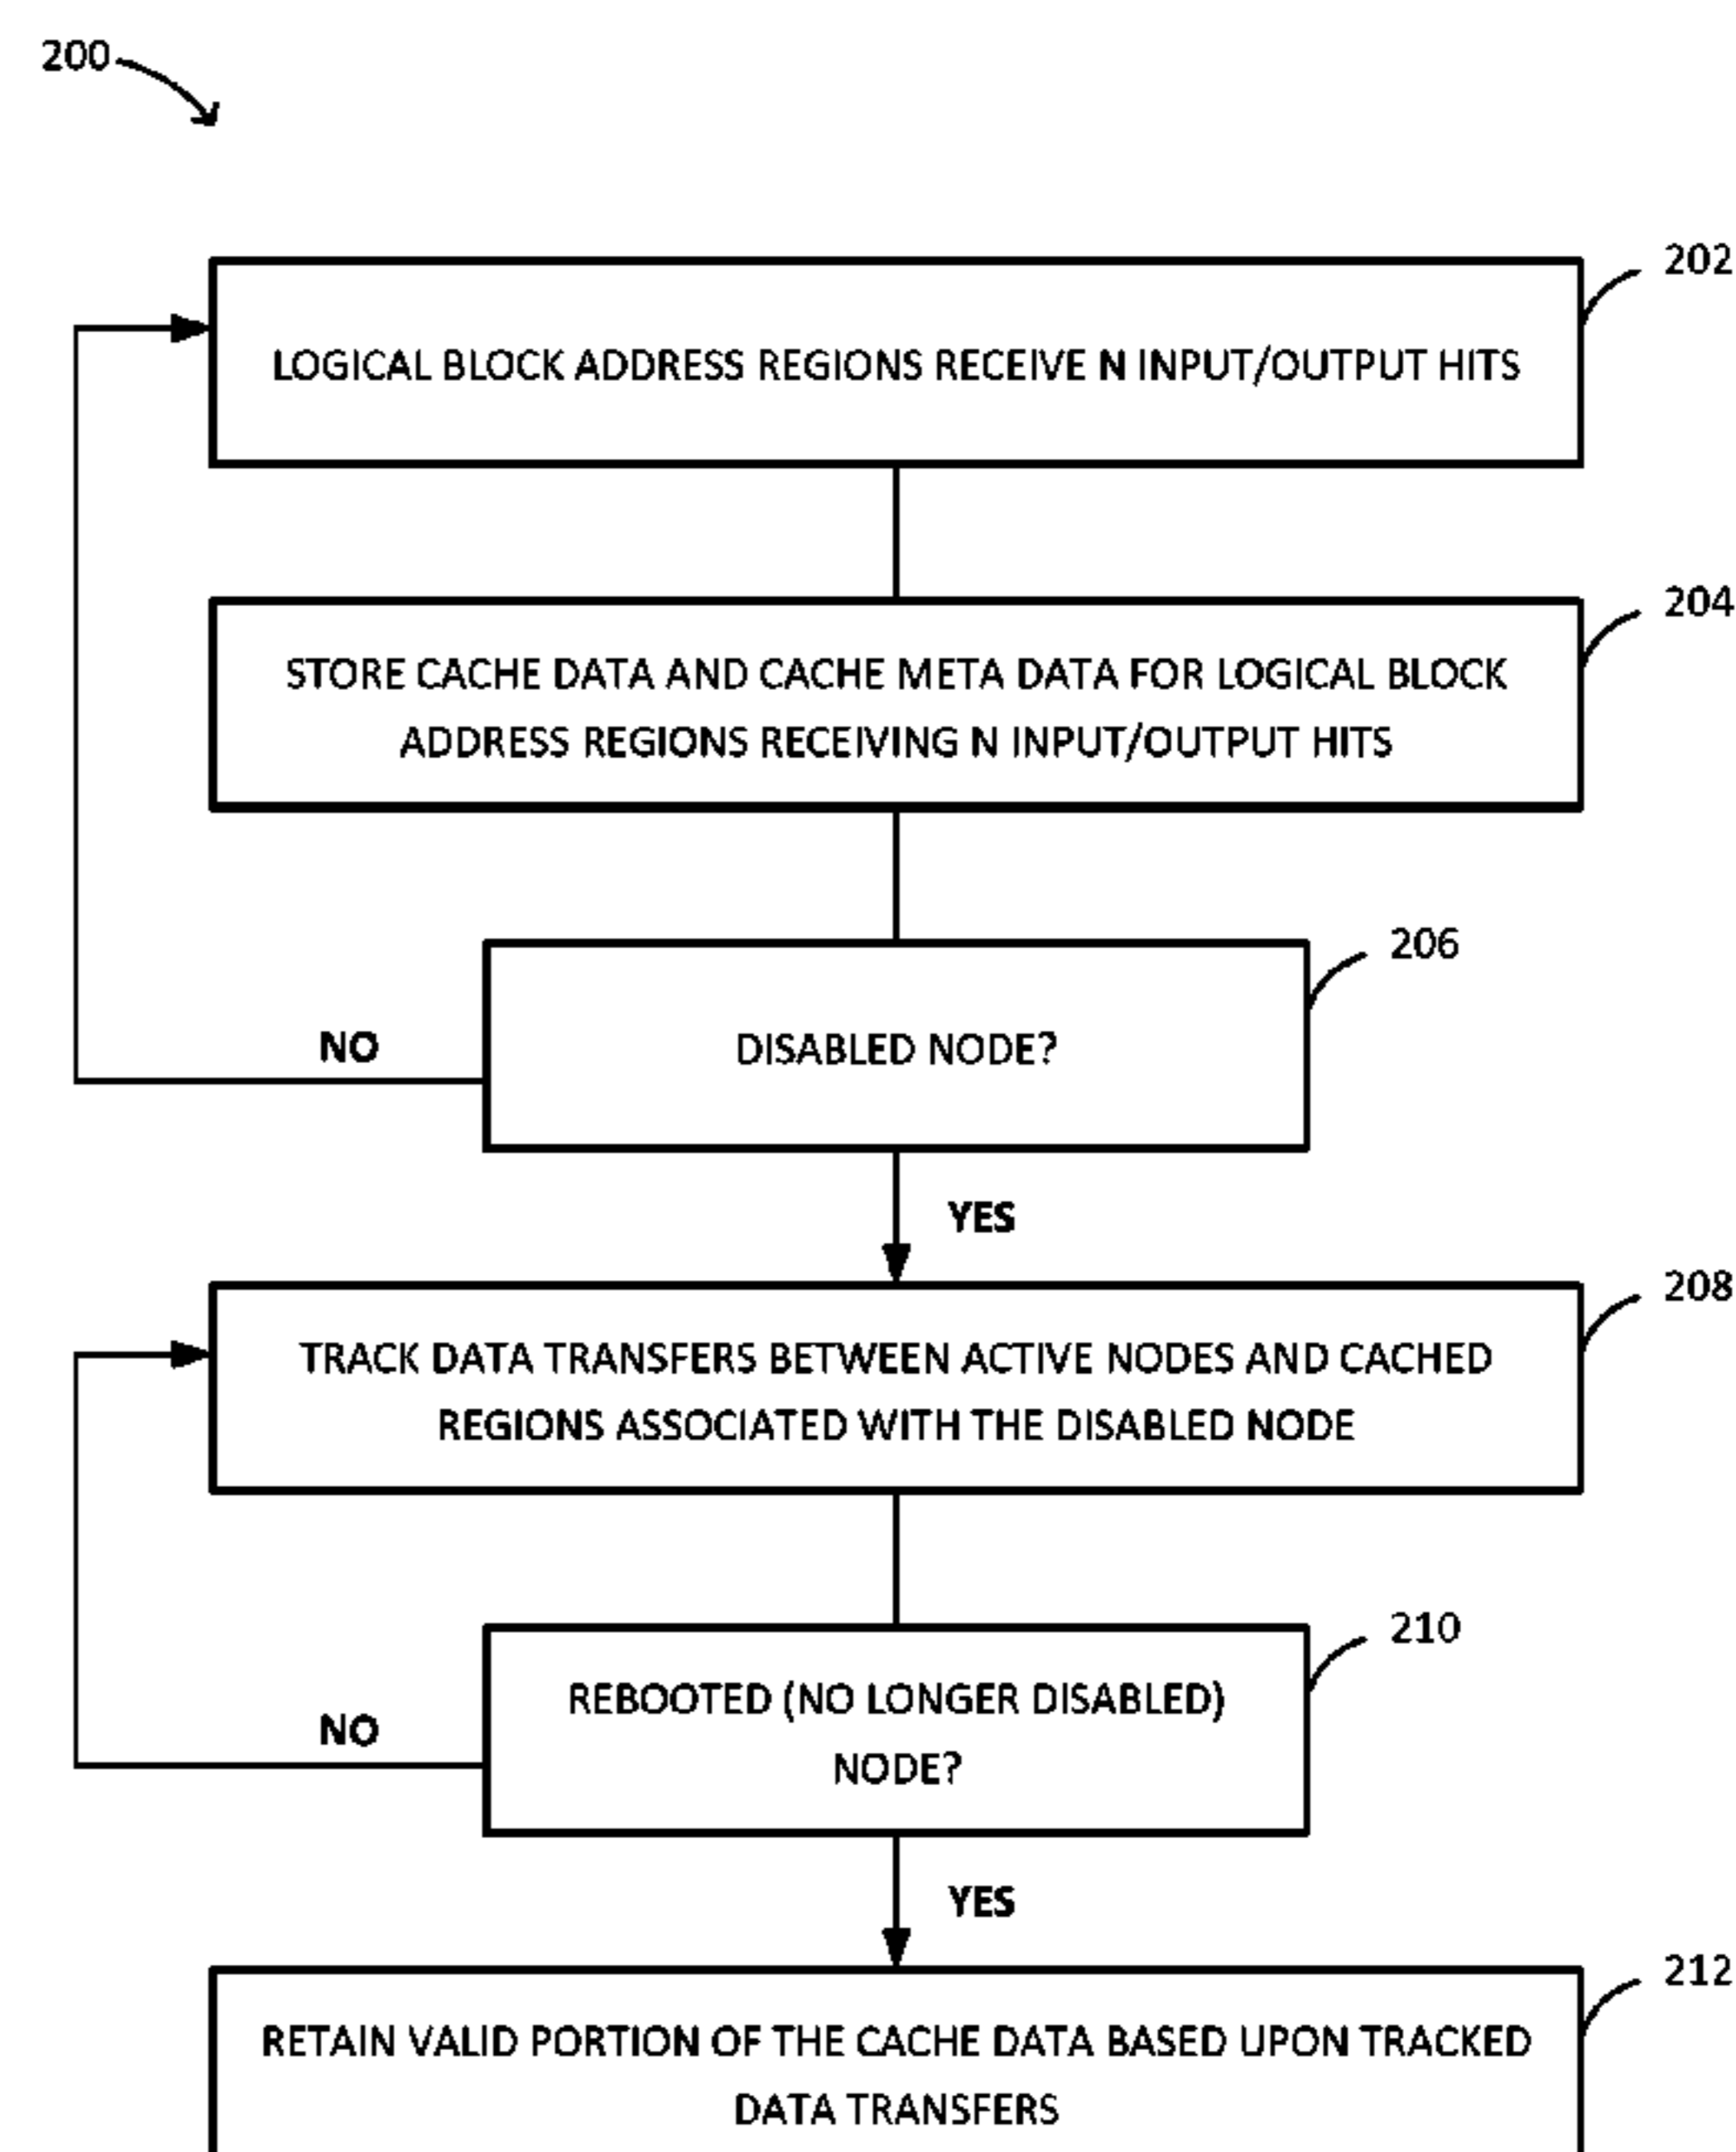 200
202
LOGICAL BLOCK ADDRESS REGIONS RECEIVE N INPUT/OUTPUT HITS
204
STORE CACHE DATA AND CACHE META DATA FOR LOGICAL BLOCK
ADDRESS REGIONS RECEIVING N INPUT/OUTPUT HITS
206
NO
DISABLED NODE?
YES
208
TRACK DATA TRANSFERS BETWEEN ACTIVE NODES AND CACHED
REGIONS ASSOCIATED WITH THE DISABLED NODE
210
REBOOTED (NO LONGER DISABLED)
NO
NODE?
YES
212
RETAIN VALID PORTION OF THE CACHE DATA BASED UPON TRACKED
DATA TRANSFERS